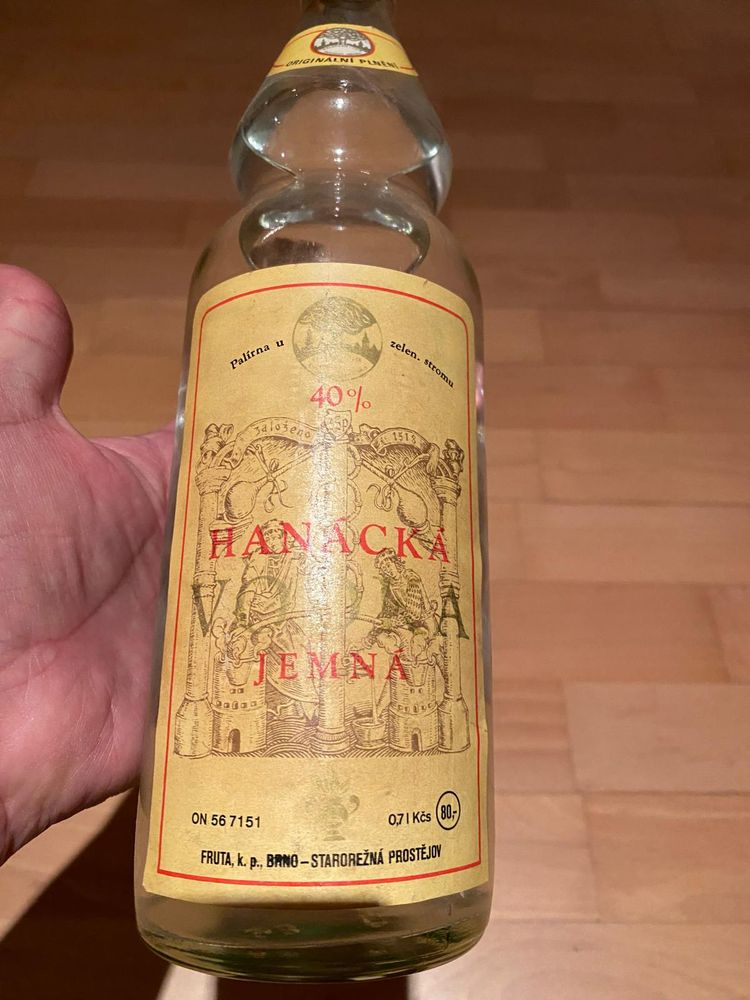 ORIGINÁLNÍ PLNĚNÍ
Palírna u zelen. stromu
40%
Založeno 1518
HANÁCKÁ
VODKA
JEMNÁ
ON 56 7151 0,7 l Kčs 80,-
FRUTA, k. p., BRNO – STAROREŽNÁ PROSTĚJOV